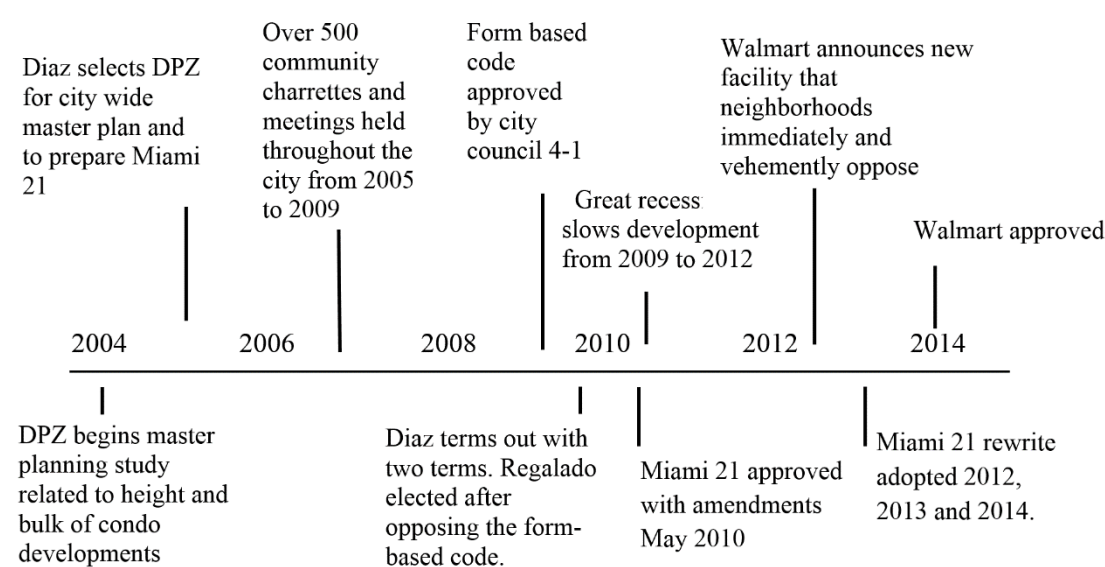 Diaz selects DPZ
for city wide
master plan and
to prepare Miami
21
Over 500
community
charrettes and
meetings held
throughout the
city from 2005
to 2009
Form based
code
approved
by city
council 4-1
Great recess
slows development
from 2009 to 2012
Walmart announces new
facility that
neighborhoods
immediately and
vehemently oppose
Walmart approved
2004
2006
2008
2010
2012
2014
DPZ begins master
planning study
related to height and
bulk of condo
developments
Diaz terms out with
two terms. Regalado
elected after
opposing the form-
based code.
Miami 21 approved
with amendments
May 2010
Miami 21 rewrite
adopted 2012,
2013 and 2014.